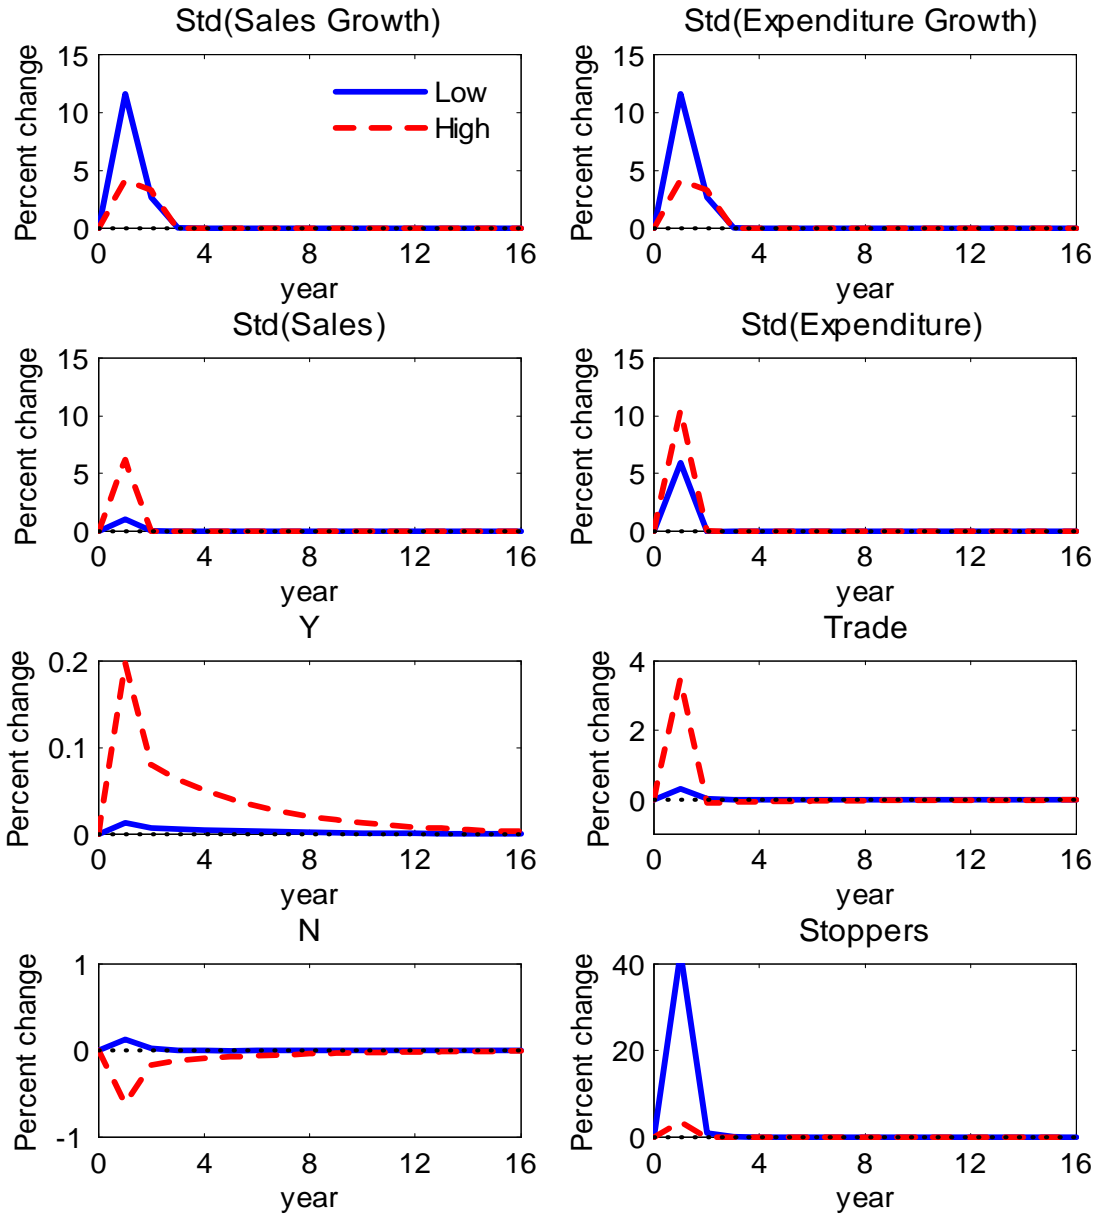 Std(Sales Growth)
Percent change
15
10
5
0
Low
High
0 4 8 12 16
year
Std(Expenditure Growth)
Percent change
15
10
5
0
0 4 8 12 16
year
Std(Sales)
Percent change
15
10
5
0
0 4 8 12 16
year
Std(Expenditure)
Percent change
15
10
5
0
0 4 8 12 16
year
Y
Percent change
0.2
0.1
0
0 4 8 12 16
year
Trade
Percent change
4
2
0
0 4 8 12 16
year
N
Percent change
1
0
-1
0 4 8 12 16
year
Stoppers
Percent change
40
20
0
0 4 8 12 16
year